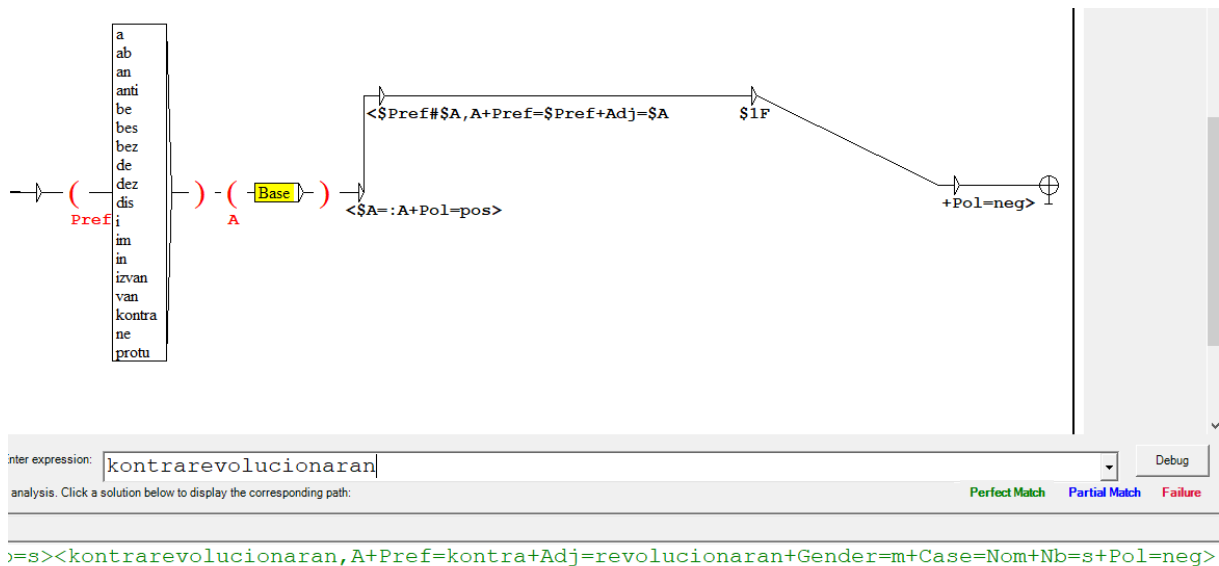 a
ab
an
anti
be
bes
bez
de
dez
dis
i
im
in
izvan
van
kontra
ne
protu
Pref
Base
A
<$Pref#$A,A+Pref=$Pref+Adj=$A
$1F
<$A=:A+Pol=pos>
+Pol=neg>
nter expression:
kontrarevolucionaran
Debug
analysis. Click a solution below to display the corresponding path:
Perfect Match Partial Match Failure
=s><kontrarevolucionaran,A+Pref=kontra+Adj=revolucionaran+Gender=m+Case=Nom+Nb=s+Pol=neg>